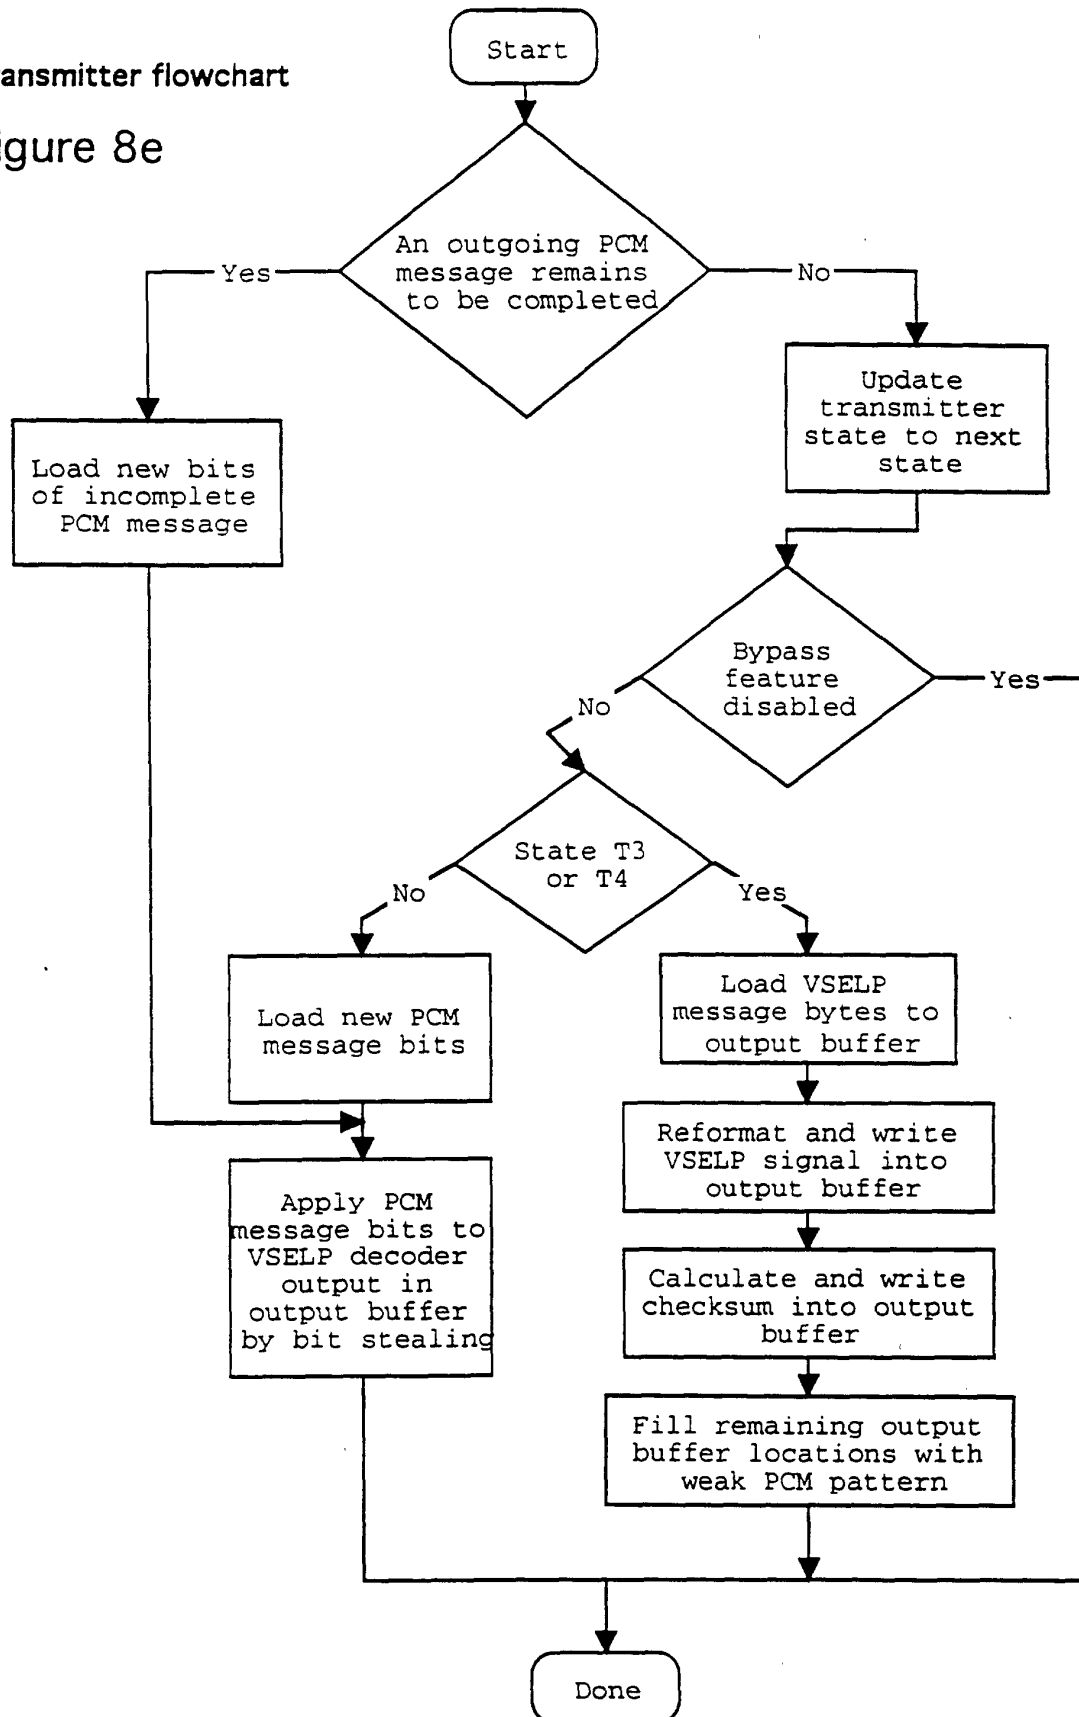 Start
ansmitter flowchart
igure 8e
An outgoing PCM
message remains
to be completed
Yes
No
Update
transmitter
state to next
state
Load new bits
of incomplete
PCM message
Bypass
feature
disabled
Yes
No
State T3
or T4
No
Yes
Load new PCM
message bits
Load VSELP
message bytes to
output buffer
Reformat and write
VSELP signal into
output buffer
Apply PCM
message bits to
VSELP decoder
output in
output buffer
by bit stealing
Calculate and write
checksum into output
buffer
Fill remaining output
buffer locations with
weak PCM pattern
Done